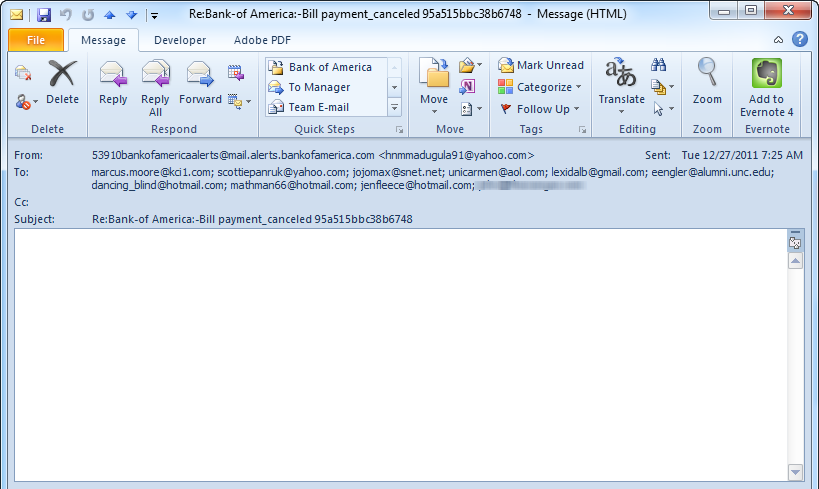 Re:Bank-of America:-Bill payment_canceled 95a515bbc38b6748 - Message (HTML)
File Message Developer Adobe PDF
Bank of America
To Manager
Team E-mail
Delete
Reply
Reply All
Forward
Move
Mark Unread
Categorize
Follow Up
Translate
Zoom
Add to Evernote 4
Delete Respond Quick Steps Move Tags Editing Zoom Evernote
From: 53910bankofamericaalerts@mail.alerts.bankofamerica.com <hnmmadugula91@yahoo.com> Sent: Tue 12/27/2011 7:25 AM
To: marcus.moore@kci1.com; scottiepanruk@yahoo.com; jojomax@snet.net; unicarmen@aol.com; lexidalb@gmail.com; eengler@alumni.unc.edu;
dancing_blind@hotmail.com; mathman66@hotmail.com; jenfleece@hotmail.com;
Cc:
Subject: Re:Bank-of America:-Bill payment_canceled 95a515bbc38b6748